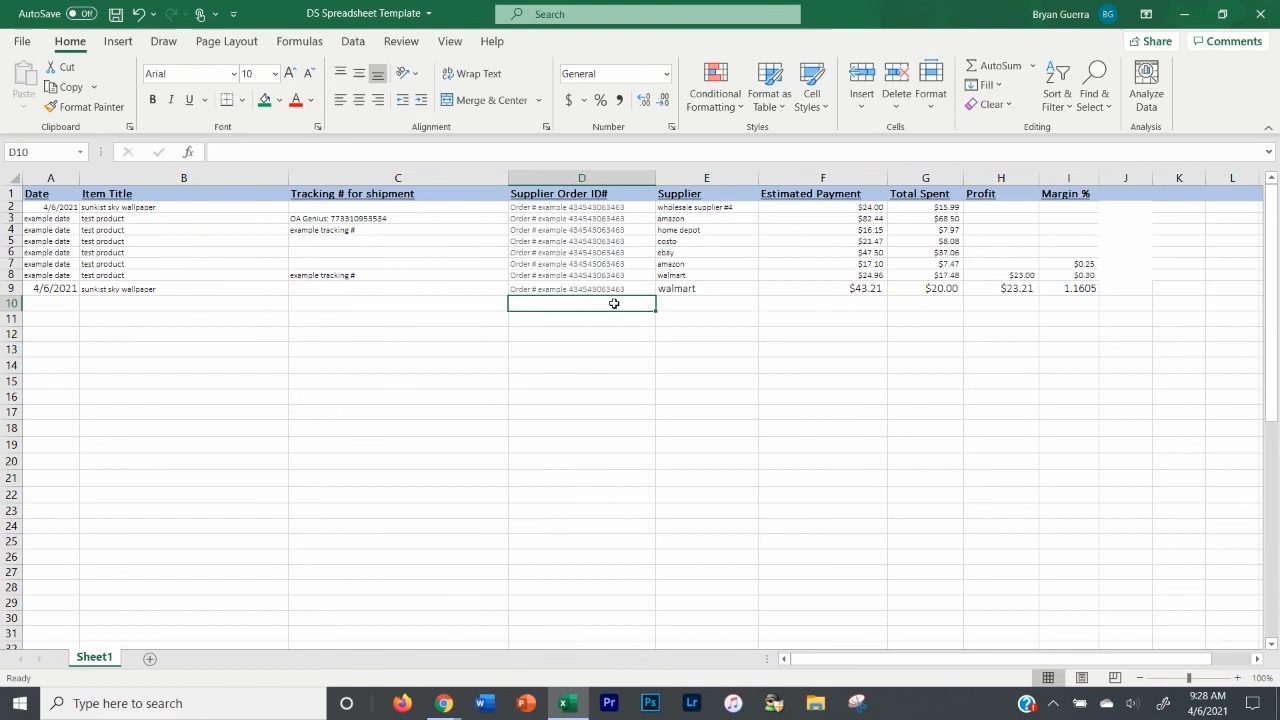 AutoSave Off
DS Spreadsheet Template
Search
Bryan Guerra BG
File Home Insert Draw Page Layout Formulas Data Review View Help Share Comments
Paste Cut Copy Format Painter Clipboard
Arial 10 B I U A Font
Wrap Text Merge & Center Alignment
General $ % , Number
Conditional Formatting Format as Table Cell Styles Styles
Insert Delete Format Cells
AutoSum Fill Clear Sort & Filter Find & Select Editing
Analyze Data Analysis
D10 fx
A B C D E F G H I J K L
1 Date Item Title Tracking # for shipment Supplier Order ID# Supplier Estimated Payment Total Spent Profit Margin %
2 4/6/2021 sunkist sky wallpaper Order # example 434543063463 wholesale supplier #4 $24.00 $15.99
3 example date test product OA Genius: 773310953534 Order # example 434543063463 amazon $82.44 $68.50
4 example date test product example tracking # Order # example 434543063463 home depot $16.15 $7.97
5 example date test product Order # example 434543063463 costo $21.47 $8.08
6 example date test product Order # example 434543063463 ebay $47.50 $37.06
7 example date test product Order # example 434543063463 amazon $17.10 $7.47 $0.25
8 example date test product example tracking # Order # example 434543063463 walmart $24.96 $17.48 $23.00 $0.30
9 4/6/2021 sunkist sky wallpaper Order # example 434543063463 walmart $43.21 $20.00 $23.21 1.1605
10
11
12
13
14
15
16
17
18
19
20
21
22
23
24
25
26
27
28
29
30
31
Sheet1
Ready 100%
Type here to search
9:28 AM
4/6/2021